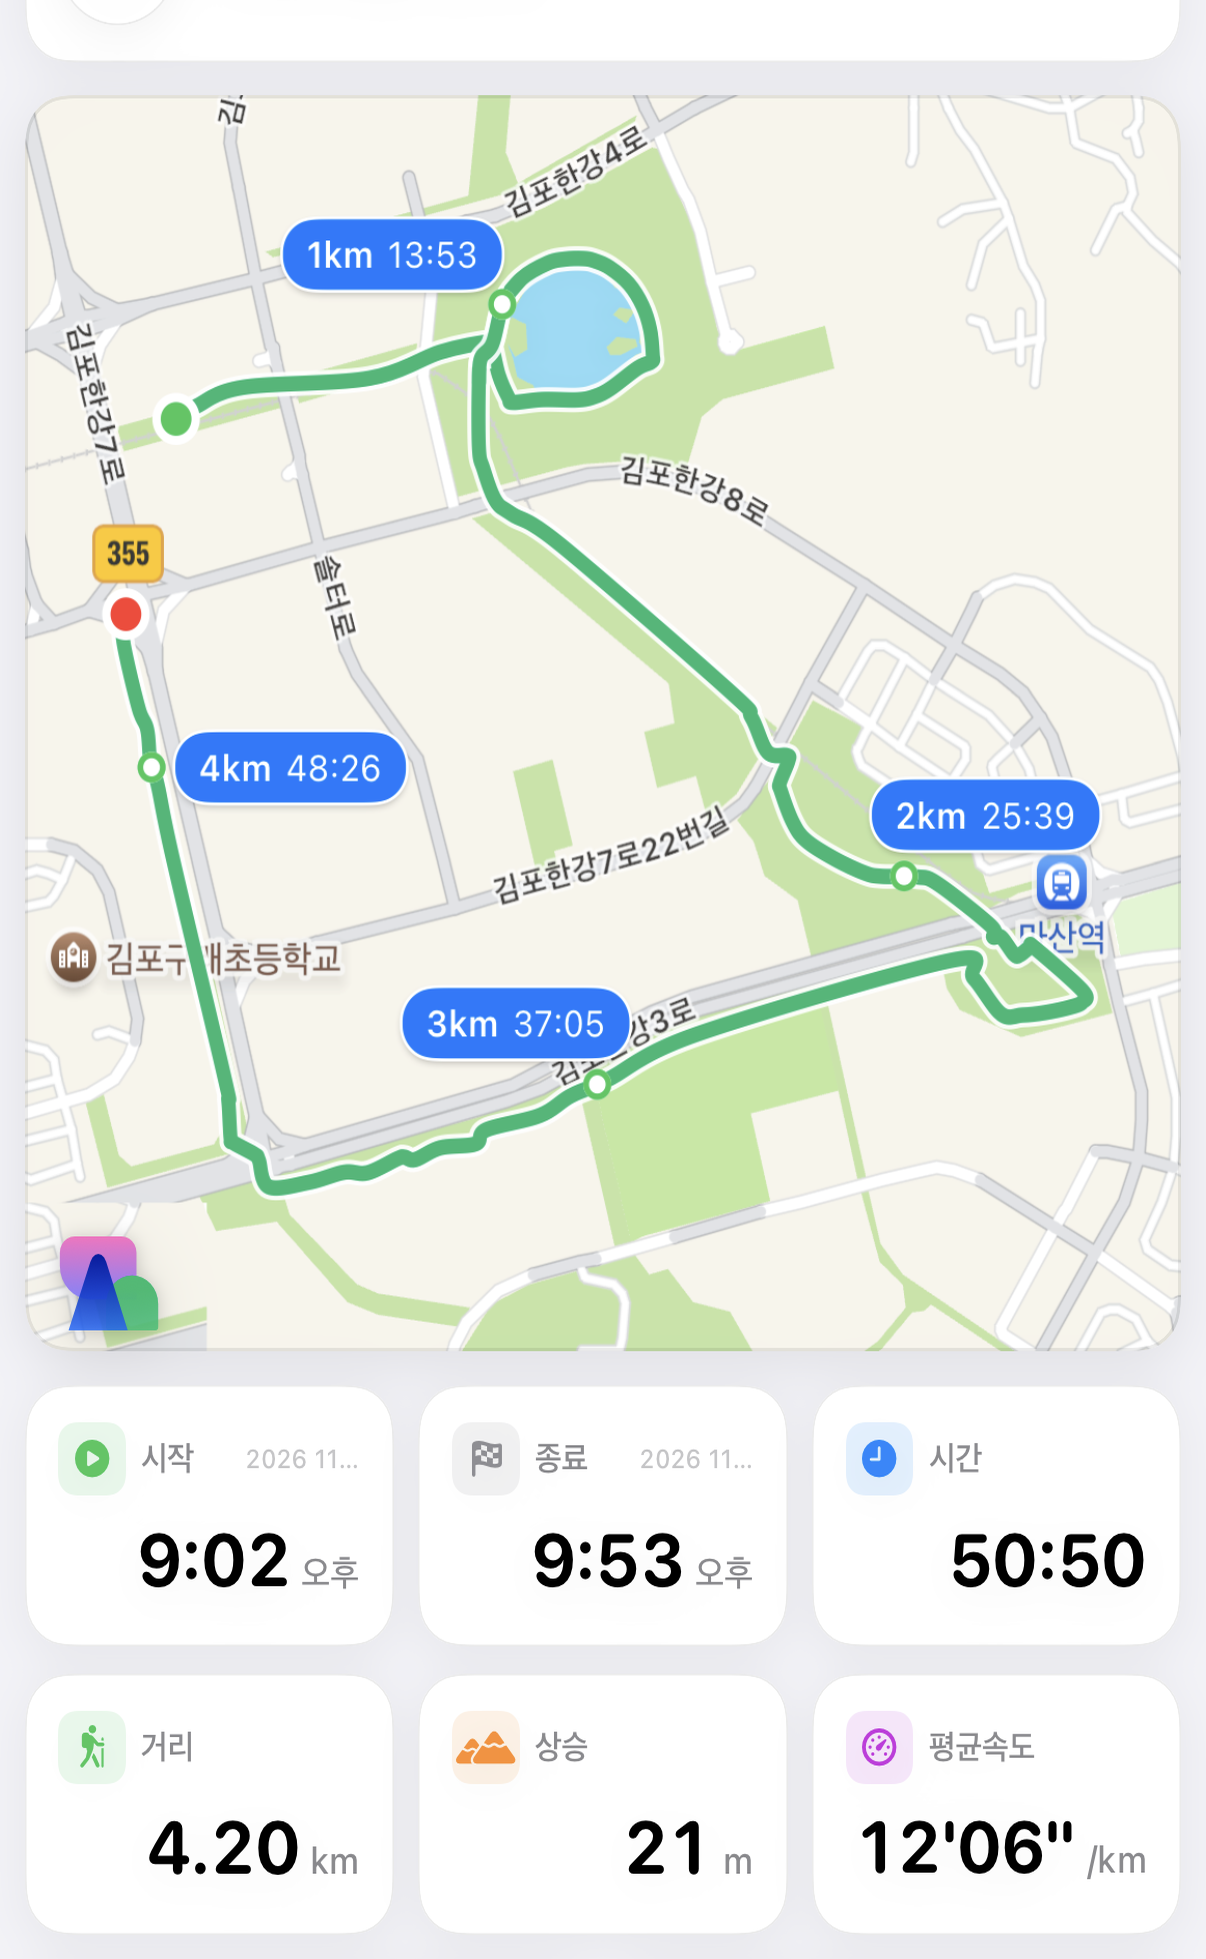 김포한강4로
1km 13:53
김포한강7로
김포한강8로
355
솔터로
4km 48:26
2km 25:39
김포한강7로22번길
마산역
3km 37:05
시작 2026 11...
9:02 오후
종료 2026 11...
9:53 오후
시간
50:50
거리
4.20 km
상승
21 m
평균속도
12'06" /km